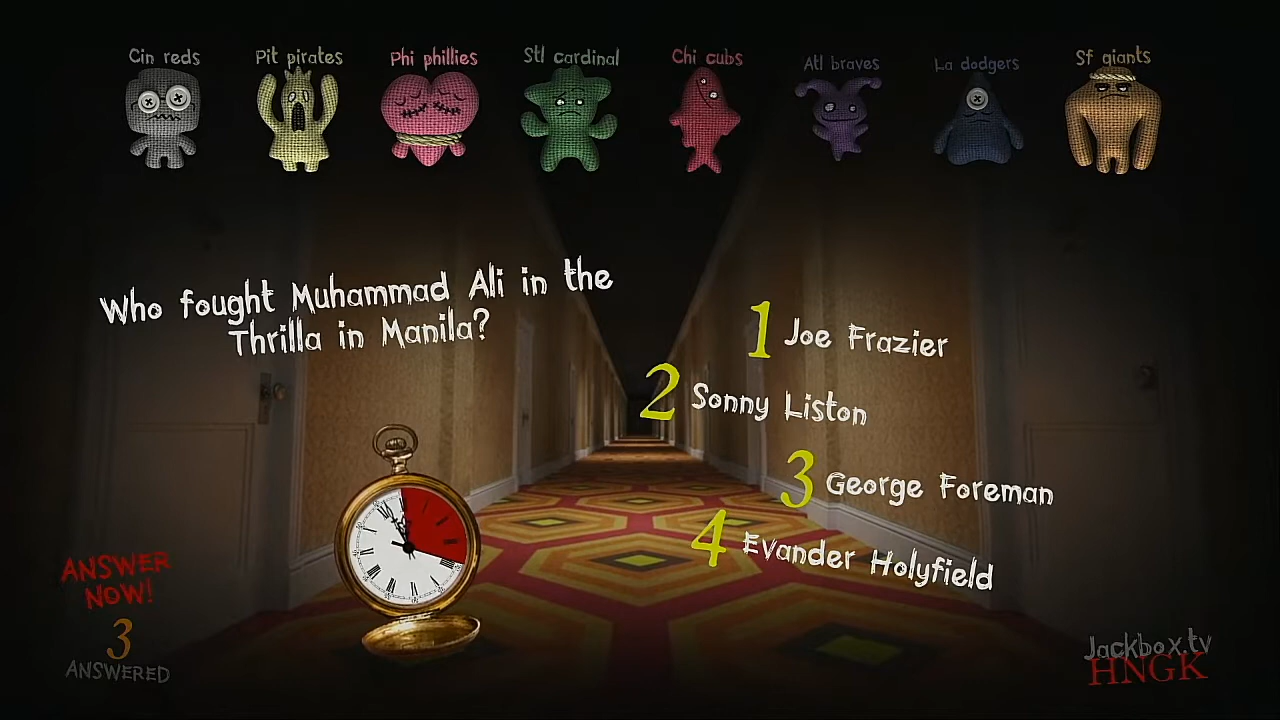 Cin reds
Pit pirates
Phi phillies
Stl cardinal
Chi cubs
Atl braves
La dodgers
Sf giants
Who fought Muhammad Ali in the
Thrilla in Manila?
1 Joe Frazier
2 Sonny Liston
3 George Foreman
4 Evander Holyfield
ANSWER
NOW!
3
ANSWERED
Jackbox.tv
HNGK